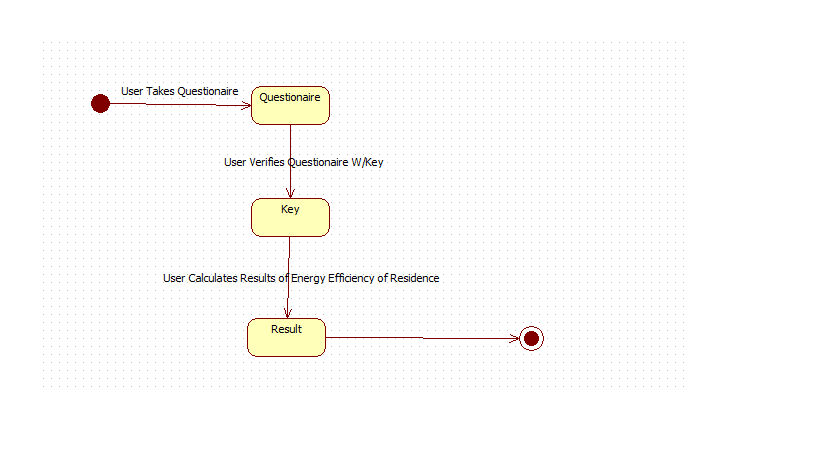 User Takes Questionaire
Questionaire
User Verifies Questionaire W/Key
Key
User Calculates Results of Energy Efficiency of Residence
Result